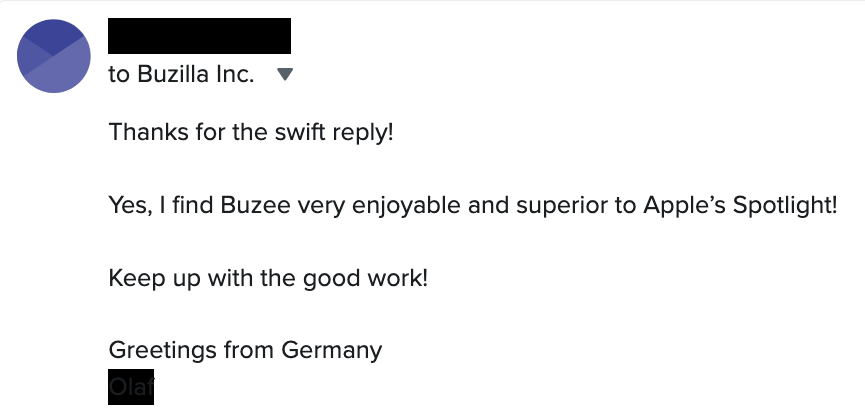 to Buzilla Inc.
Thanks for the swift reply!
Yes, I find Buzee very enjoyable and superior to Apple’s Spotlight!
Keep up with the good work!
Greetings from Germany
Olaf